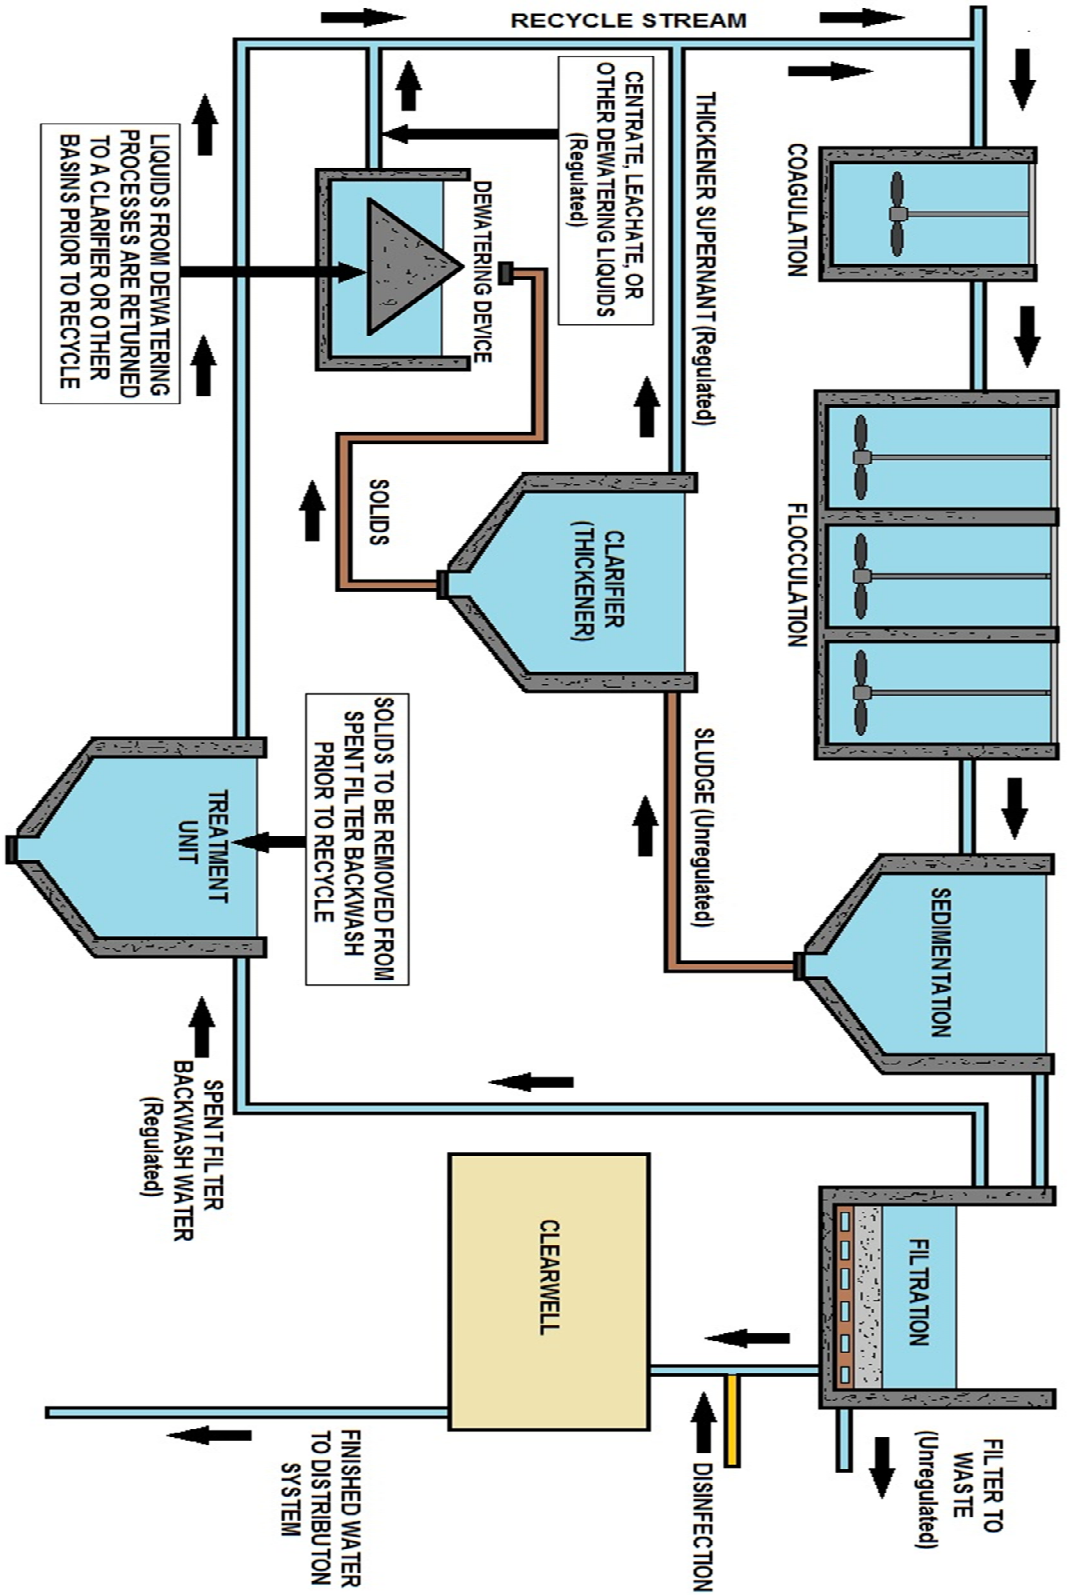 RECYCLE STREAM
COAGULATION
FLOCCULATION
SEDIMENTATION
FILTRATION
FILTER TO
WASTE
(Unregulated)
THICKENER SUPERNANT (Regulated)
CENTRATE, LEACHATE, OR
OTHER DEWATERING LIQUIDS
(Regulated)
DEWATERING DEVICE
CLARIFIER
(THICKENER)
SLUDGE (Unregulated)
DISINFECTION
CLEARWELL
SOLIDS
SOLIDS TO BE REMOVED FROM
SPENT FILTER BACKWASH
PRIOR TO RECYCLE
LIQUIDS FROM DEWATERING
PROCESSES ARE RETURNED
TO A CLARIFIER OR OTHER
BASINS PRIOR TO RECYCLE
TREATMENT
UNIT
SPENT FILTER
BACKWASH WATER
(Regulated)
FINISHED WATER
TO DISTRIBUTON
SYSTEM